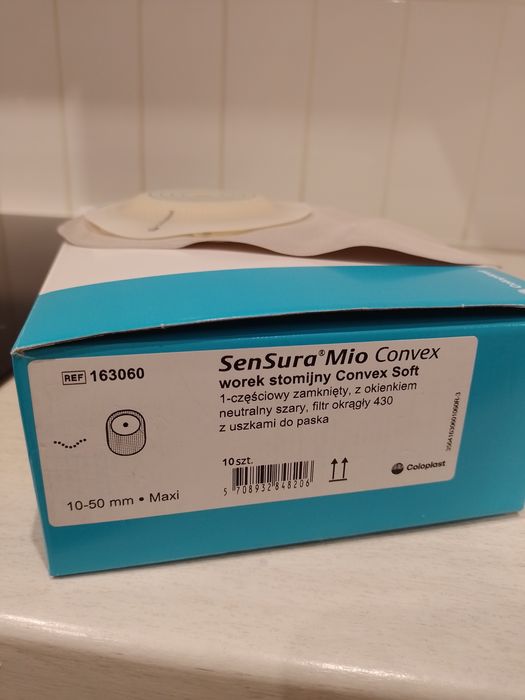 REF 163060
SenSura® Mio Convex
worek stomijny Convex Soft
1-częściowy zamknięty, z okienkiem
neutralny szary, filtr okrągły 430
z uszkami do paska
10 szt.
5 708932 848206
Coloplast
10-50 mm • Maxi